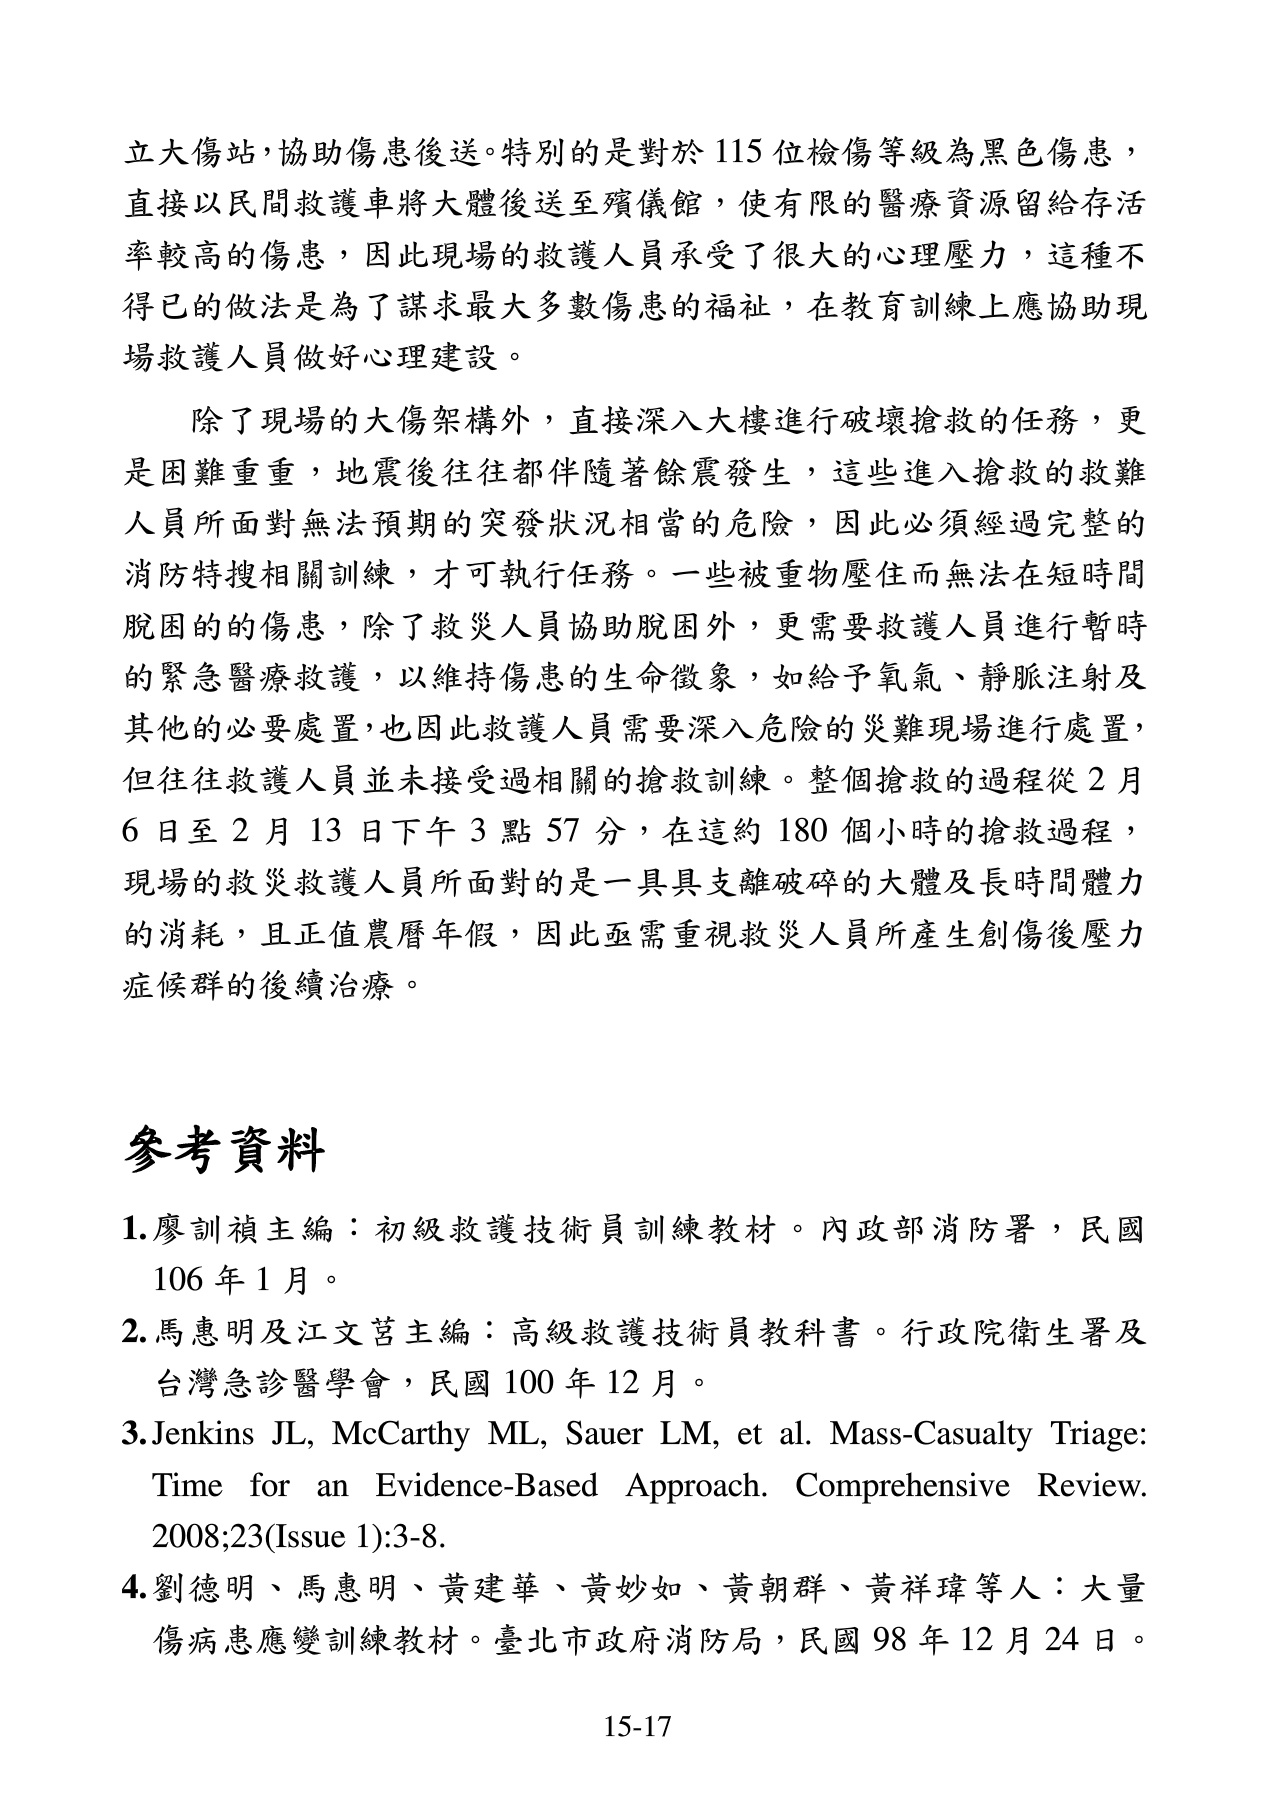 立大傷站，協助傷患後送。特別的是對於 115 位檢傷等級為黑色傷患，
直接以民間救護車將大體後送至殯儀館，使有限的醫療資源留給存活
率較高的傷患，因此現場的救護人員承受了很大的心理壓力，這種不
得已的做法是為了謀求最大多數傷患的福祉，在教育訓練上應協助現
場救護人員做好心理建設。
除了現場的大傷架構外，直接深入大樓進行破壞搶救的任務，更
是困難重重，地震後往往都伴隨著餘震發生，這些進入搶救的救難
人員所面對無法預期的突發狀況相當的危險，因此必須經過完整的
消防特搜相關訓練，才可執行任務。一些被重物壓住而無法在短時間
脫困的的傷患，除了救災人員協助脫困外，更需要救護人員進行暫時
的緊急醫療救護，以維持傷患的生命徵象，如給予氧氣、靜脈注射及
其他的必要處置，也因此救護人員需要深入危險的災難現場進行處置，
但往往救護人員並未接受過相關的搶救訓練。整個搶救的過程從 2 月
6 日至 2 月 13 日下午 3 點 57 分，在這約 180 個小時的搶救過程，
現場的救災救護人員所面對的是一具具支離破碎的大體及長時間體力
的消耗，且正值農曆年假，因此亟需重視救災人員所產生創傷後壓力
症候群的後續治療。
參考資料
1. 廖訓禎主編：初級救護技術員訓練教材。內政部消防署，民國
106 年 1 月。
2. 馬惠明及江文莒主編：高級救護技術員教科書。行政院衛生署及
台灣急診醫學會，民國 100 年 12 月。
3. Jenkins JL, McCarthy ML, Sauer LM, et al. Mass-Casualty Triage:
Time for an Evidence-Based Approach. Comprehensive Review.
2008;23(Issue 1):3-8.
4. 劉德明、馬惠明、黃建華、黃妙如、黃朝群、黃祥瑋等人：大量
傷病患應變訓練教材。臺北市政府消防局，民國 98 年 12 月 24 日。
15-17